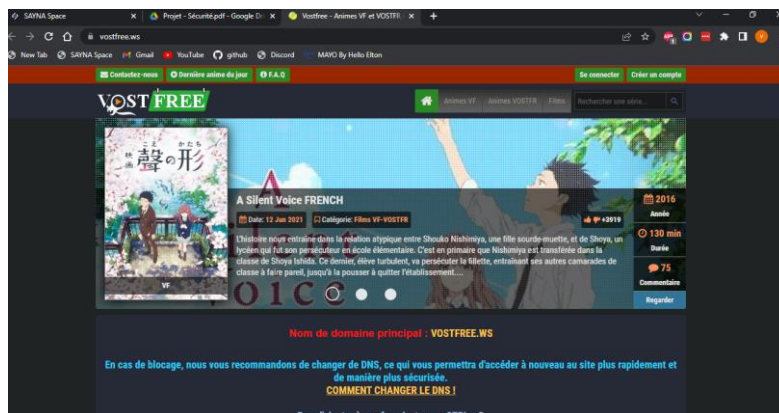 SAYNA Space
Projet - Sécurité.pdf - Google Dr
Vostfree - Animes VF et VOSTFR
vostfree.ws
New Tab
SAYNA Space
Gmail
YouTube
github
Discord
MAYO By Hello Elton
Contactez-nous
Dernière anime du jour
F.A.Q
Se connecter
Créer un compte
VOSTFREE
Animes VF
Animes VOSTFR
Films
Rechercher une série...
映画
聲の形
こえ
かたち
VF
A Silent Voice FRENCH
Date: 12 Jun 2021
Catégorie: Films VF-VOSTFR
+3919
L'histoire nous entraîne dans la relation atypique entre Shouko Nishimiya, une fille sourde-muette, et de Shoya, un
lycéen qui fut son persécuteur en école élémentaire. C'est en primaire que Nishimiya est transférée dans la
classe de Shoya Ishida. Ce dernier, élève turbulent, va persécuter la fillette, entraînant ses autres camarades de
classe à faire pareil, jusqu'à la pousser à quitter l'établissement....
2016
Année
130 min
Durée
75
Commentaire
Regarder
Nom de domaine principal : VOSTFREE.WS
En cas de blocage, nous vous recommandons de changer de DNS, ce qui vous permettra d'accéder à nouveau au site plus rapidement et
de manière plus sécurisée.
COMMENT CHANGER LE DNS !